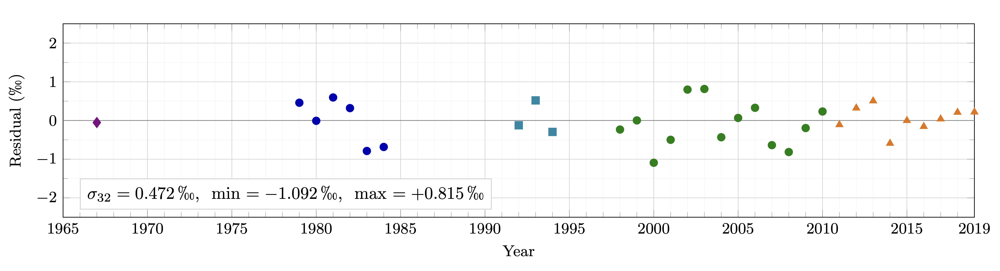 2
1
0
−1
−2
Residual (‰)
σ₃₂ = 0.472 ‰, min = −1.092 ‰, max = +0.815 ‰
1965 1970 1975 1980 1985 1990 1995 2000 2005 2010 2015 2019
Year